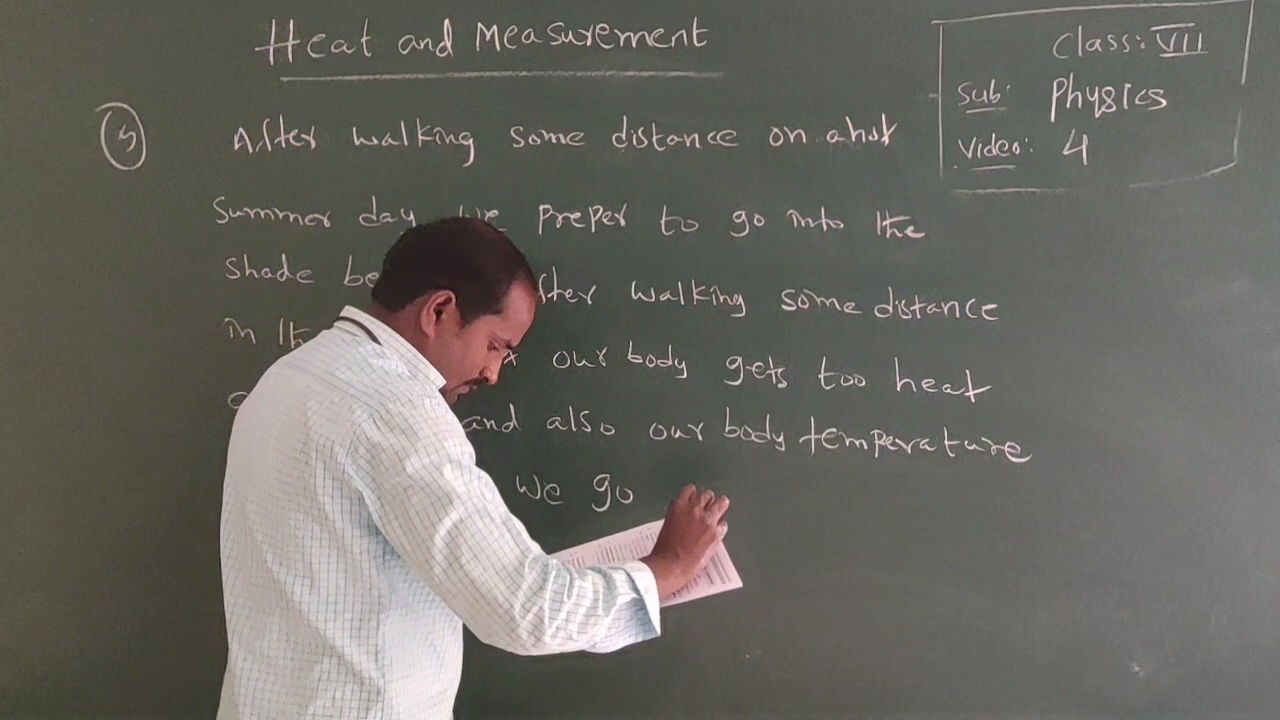 Heat and Measurement
Class: VII
Sub: Physics
Video: 4
5) After walking some distance on a hot
Summer day we preper to go into the
Shade be fter walking some distance
in th x our body gets too heat
and also our body temperature
we go